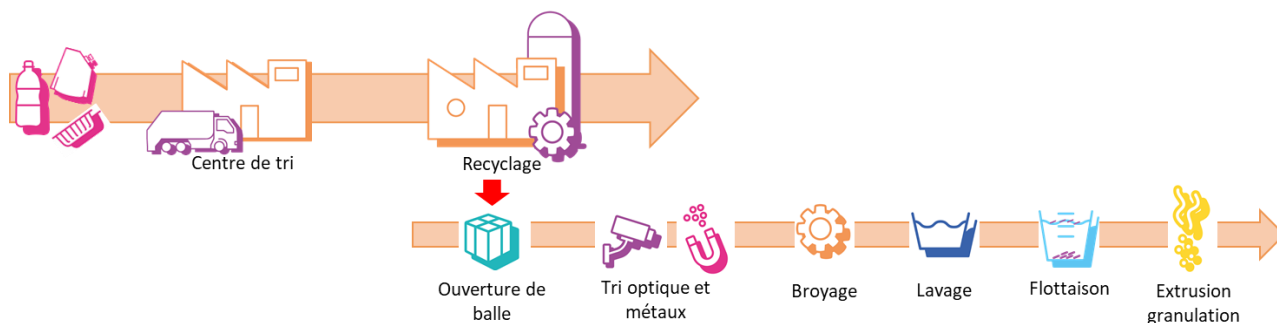 Centre de tri
Recyclage
Ouverture de
balle
Tri optique et
métaux
Broyage
Lavage
Flottaison
Extrusion
granulation